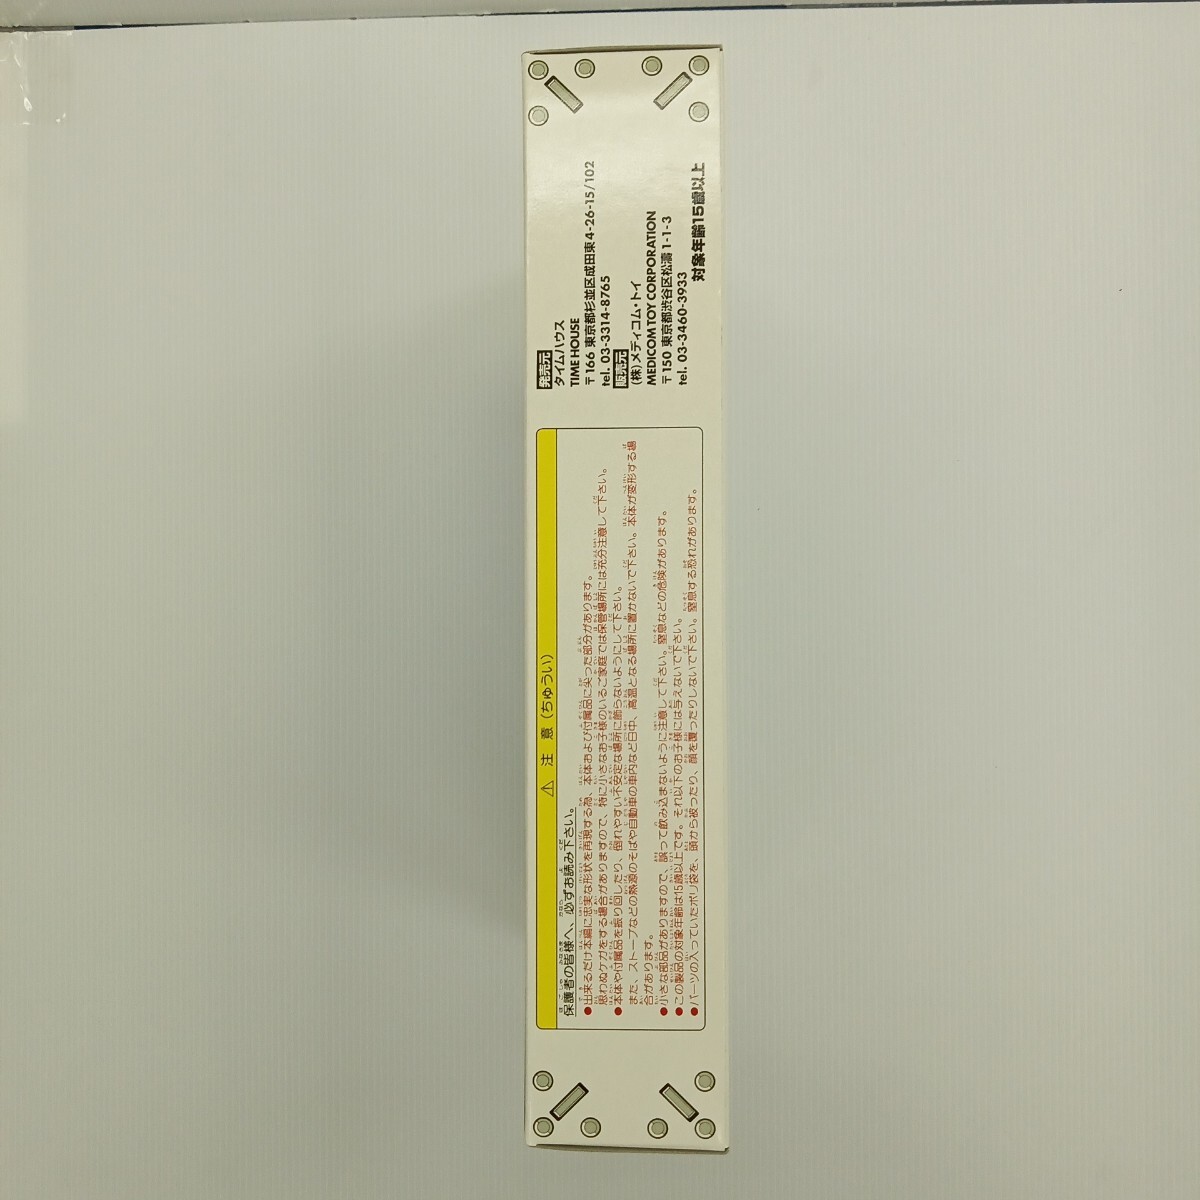 ⚠ 注 意 (ちゅうい)
保護者の皆様へ、必ずお読み下さい。
●出来るだけ本編に忠実な形状を再現する為、本体および付属品に尖った部分があります。
思わぬケガをする場合がありますので、特に小さなお子様のいるご家庭では保管場所には充分注意して下さい。
●本体や付属品を振り回したり、倒れやすい不安定な場所に飾らないようにして下さい。
また、ストーブなどの熱源のそばや自動車の車内など日中、高温となる場所に置かないで下さい。本体が変形する場
合があります。
●小さな部品がありますので、誤って飲み込まないように注意して下さい。窒息などの危険があります。
●この製品の対象年齢は15歳以上です。それ以下のお子様には与えないで下さい。
●パーツの入っていたポリ袋を、頭から被ったり、顔を覆ったりしないで下さい。窒息する恐れがあります。
発売元
タイムハウス
TIME HOUSE
〒166 東京都杉並区成田東4-26-15/102
tel. 03-3314-8765
販売元
(株)メディコム・トイ
MEDICOM TOY CORPORATION
〒150 東京都渋谷区松濤 1-1-3
tel. 03-3460-3933
対象年齢15歳以上